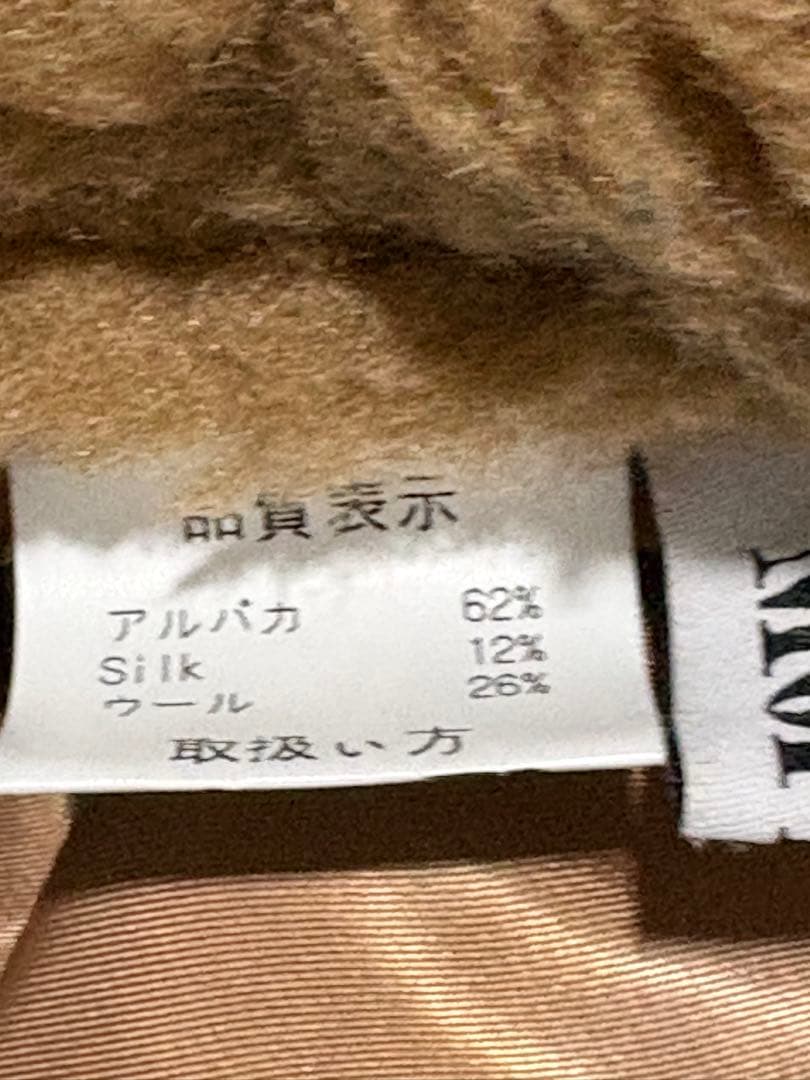 品質表示
アルパカ 62%
Silk 12%
ウール 26%
取扱い方